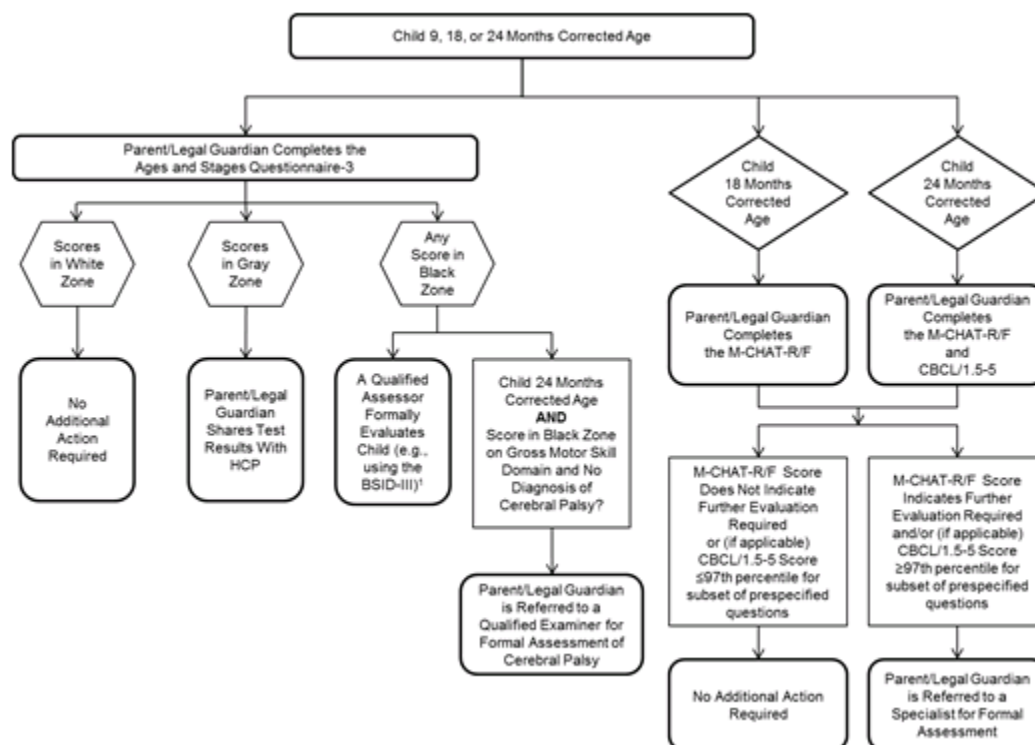 Child 9, 18, or 24 Months Corrected Age
Parent/Legal Guardian Completes the
Ages and Stages Questionnaire-3
Child
18 Months
Corrected
Age
Child
24 Months
Corrected
Age
Scores
in White
Zone
Scores
in Gray
Zone
Any
Score in
Black
Zone
Parent/Legal Guardian
Completes
the M-CHAT-R/F
Parent/Legal Guardian
Completes
the M-CHAT-R/F
and
CBCL/1.5-5
No
Additional
Action
Required
Parent/Legal
Guardian
Shares Test
Results With
HCP
A Qualified
Assessor
Formally
Evaluates
Child (e.g.,
using the
BSID-III)¹
Child 24 Months
Corrected Age
AND
Score in Black Zone
on Gross Motor Skill
Domain and No
Diagnosis of
Cerebral Palsy?
M-CHAT-R/F Score
Does Not Indicate
Further Evaluation
Required
or (if applicable)
CBCL/1.5-5 Score
≤97th percentile for
subset of prespecified
questions
M-CHAT-R/F Score
Indicates Further
Evaluation Required
and/or (if applicable)
CBCL/1.5-5 Score
≥97th percentile for
subset of prespecified
questions
Parent/Legal Guardian
is Referred to a
Qualified Examiner for
Formal Assessment of
Cerebral Palsy
No Additional Action
Required
Parent/Legal Guardian
is Referred to a
Specialist for Formal
Assessment